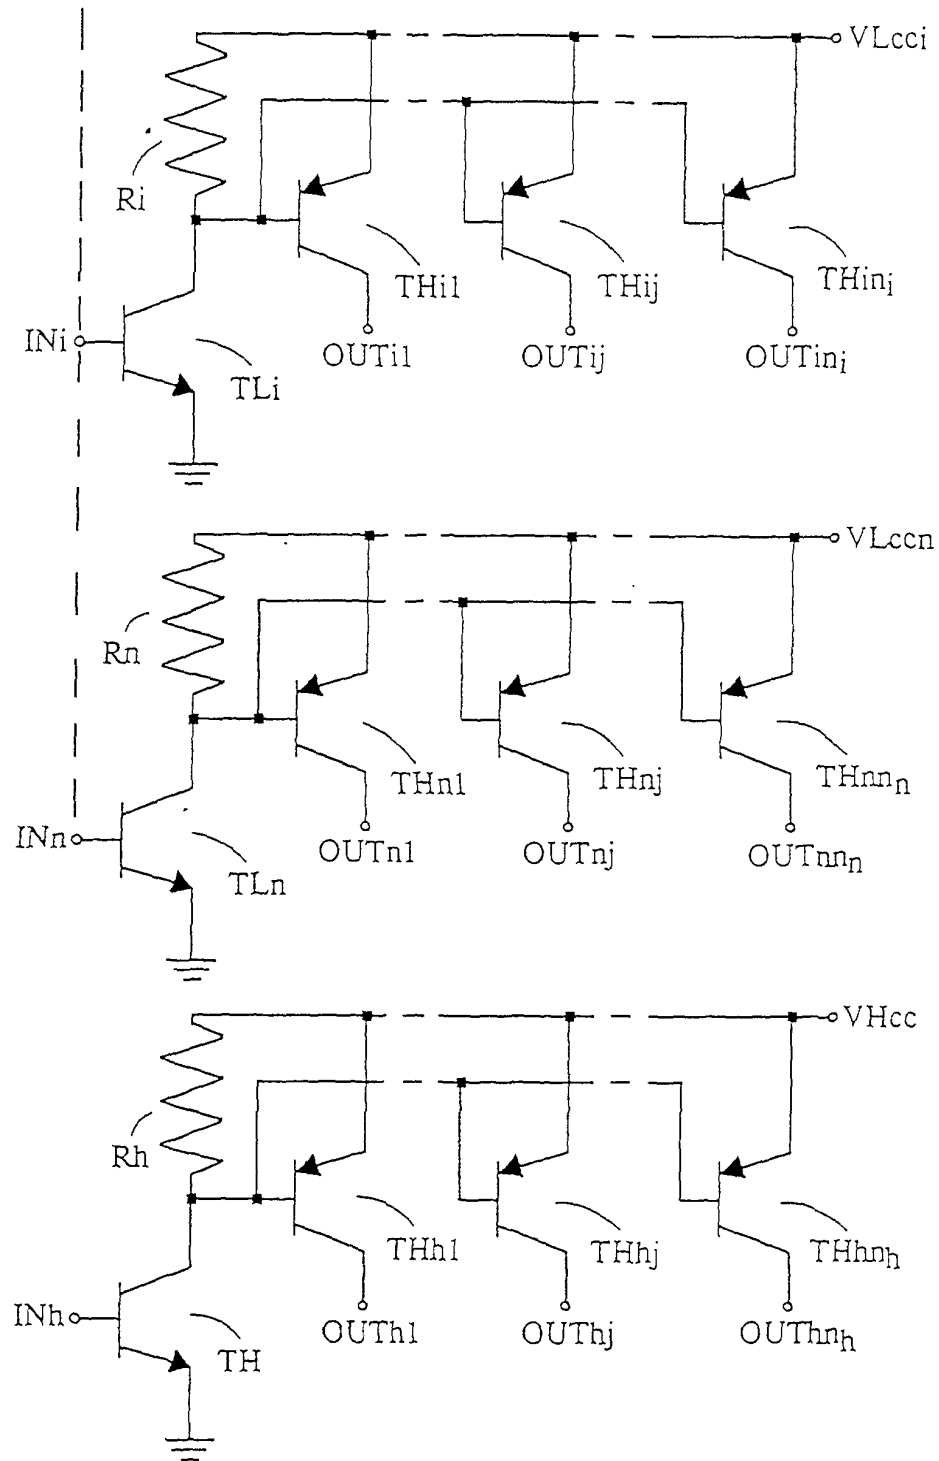 VLcci
Ri
THi1
THij
THini
INi
OUTi1
OUTij
OUTini
TLi
VLccn
Rn
THn1
THnj
THnnn
INn
OUTn1
OUTnj
OUTnnn
TLn
VHcc
Rh
THh1
THhj
THhnh
INh
OUTh1
OUThj
OUThnh
TH